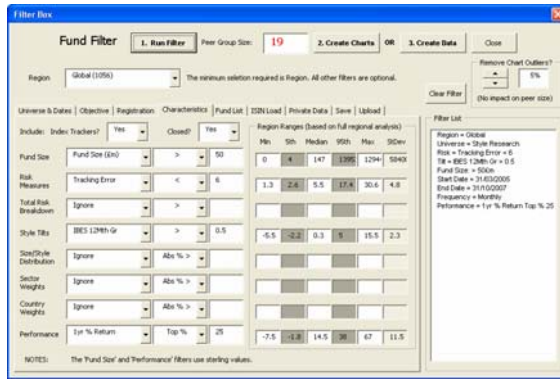 Filter Box
Fund Filter
1. Run Filter
Peer Group Size:
19
2. Create Charts
OR
3. Create Data
Close
Remove Chart Outliers?
5%
(No impact on peer size)
Region
Global (1056)
The minimum seletion required is Region. All other filters are optional.
Clear Filter
Universe & Dates | Objective | Registration | Characteristics | Fund List | ISIN Load | Private Data | Save | Upload
Filter List
Include: Index Trackers? Yes Closed? Yes
Region Ranges (based on full regional analysis)
Min 5th Median 95th Max StDev
Fund Size Fund Size (£m) > 50 0 4 147 1395
Risk Measures Tracking Error < 6 1.3 2.6 5.5 17.4 30.6 4.8
Total Risk Breakdown Ignore >
Style Tilts IBES 12Mth Gr > 0.5 -5.5 -2.2 0.3 5 15.5 2.3
Size/Style Distribution Ignore Abs % >
Sector Weights Ignore Abs % >
Country Weights Ignore Abs % >
Performance 1yr % Return Top % 25 -7.5 -1.8 14.5 38 67 11.5
NOTES: The 'Fund Size' and 'Performance' filters use sterling values.
Region = Global
Universe = Style Research
Risk = Tracking Error < 6
Tilt = IBES 12Mth Gr > 0.5
Fund Size: > 50£m
Start Date = 31/03/2005
End Date = 31/10/2007
Frequency = Monthly
Peformance = 1yr % Return Top % 25